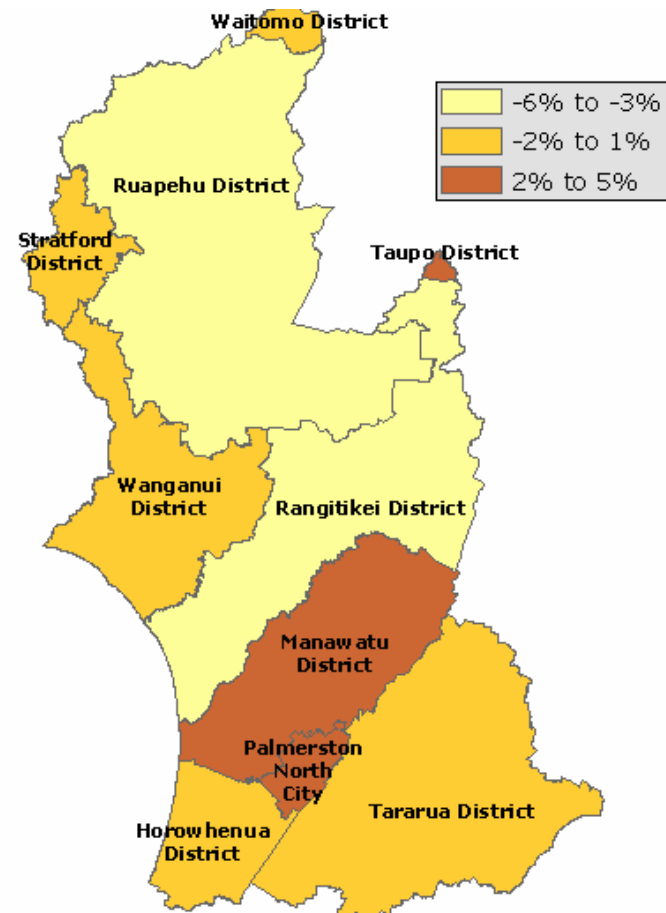 Waitomo District
-6% to -3%
-2% to 1%
2% to 5%
Ruapehu District
Stratford
District
Taupo District
Wanganui
District
Rangitikei District
Manawatu
District
Palmerston
North
City
Tararua District
Horowhenua
District